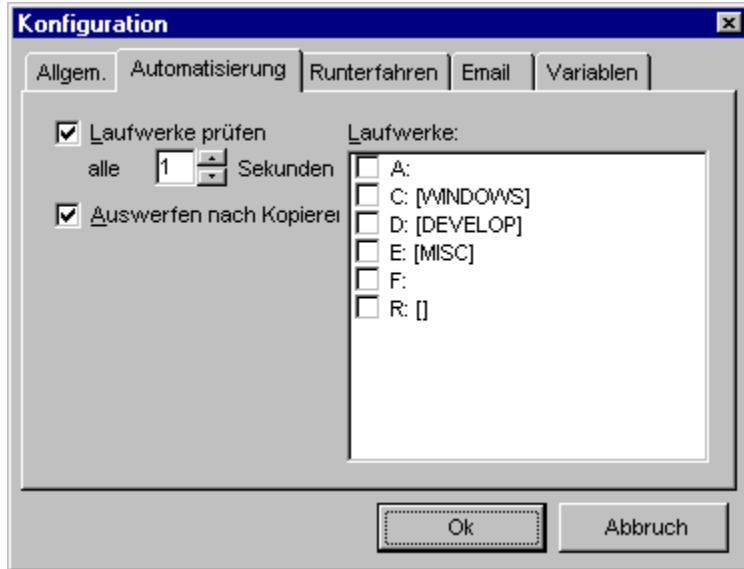 Konfiguration
Allgem. Automatisierung Runterfahren Email Variablen
Laufwerke prüfen
alle 1 Sekunden
Auswerfen nach Kopieren
Laufwerke:
A:
C: [WINDOWS]
D: [DEVELOP]
E: [MISC]
F:
R: []
Ok Abbruch